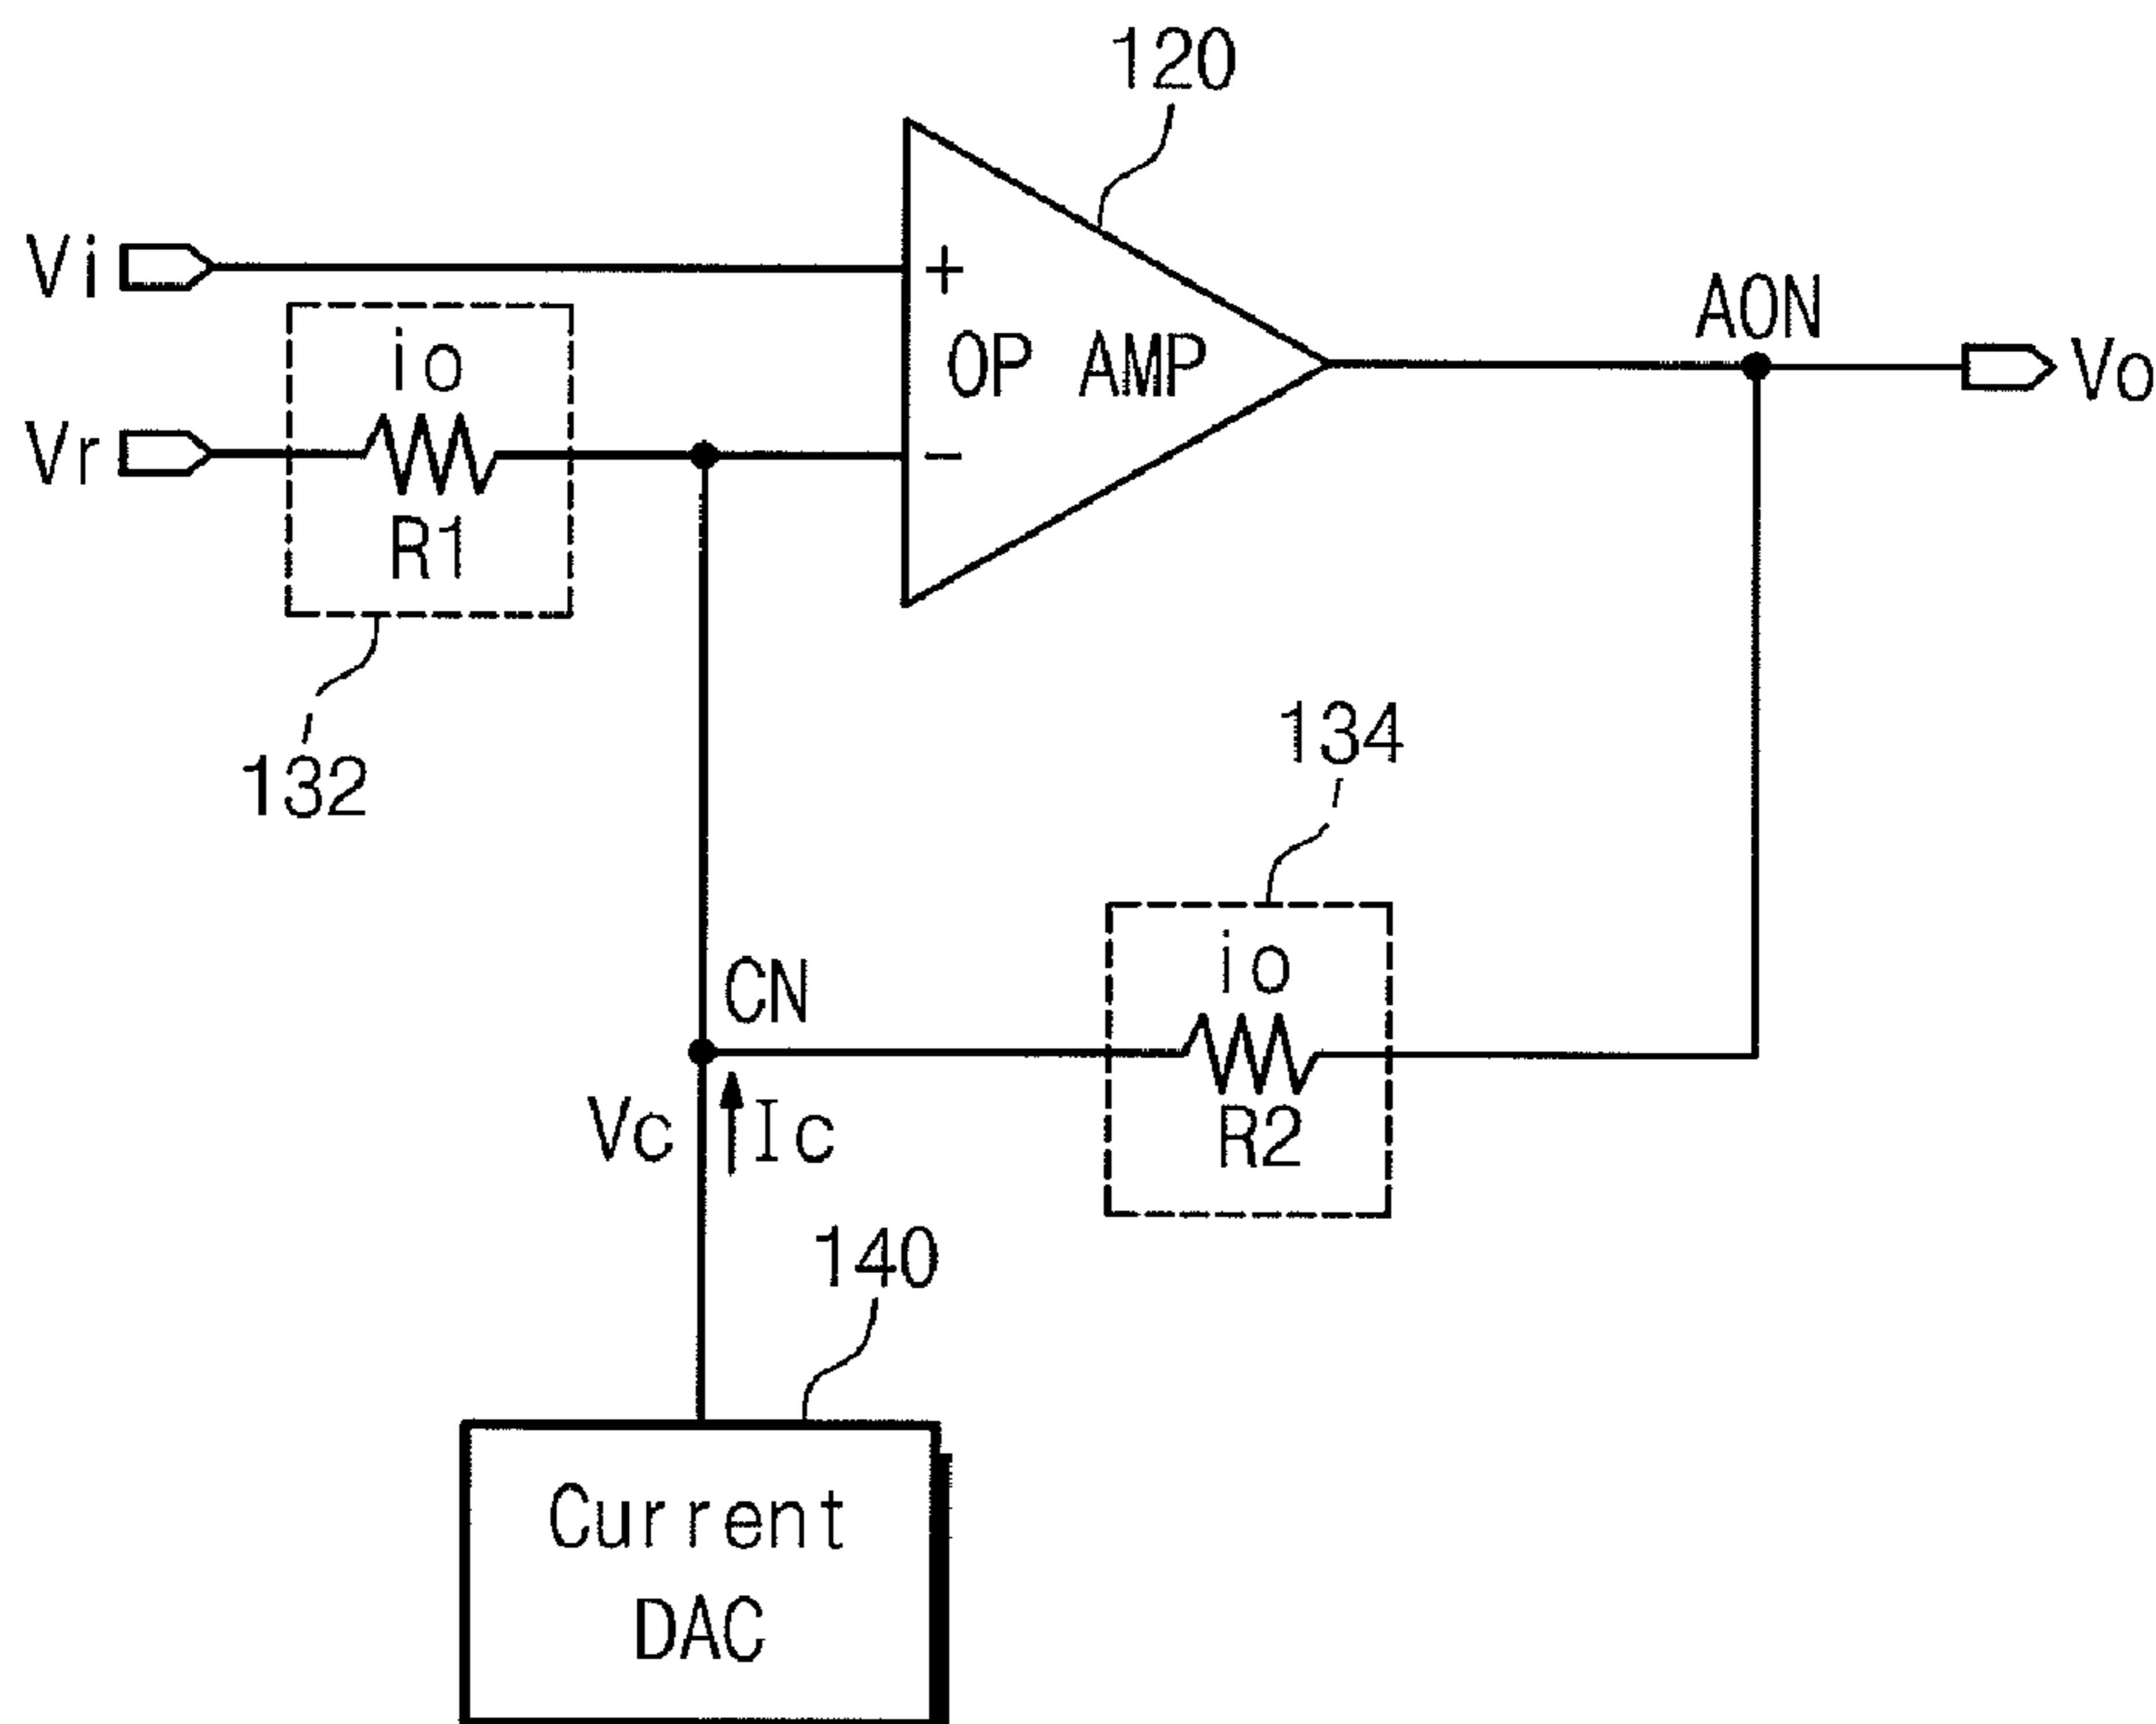 120
Vi
+
AON
io
OP AMP
Vo
Vr
−
R1
134
132
io
CN
Vc
Ic
R2
140
Current
DAC